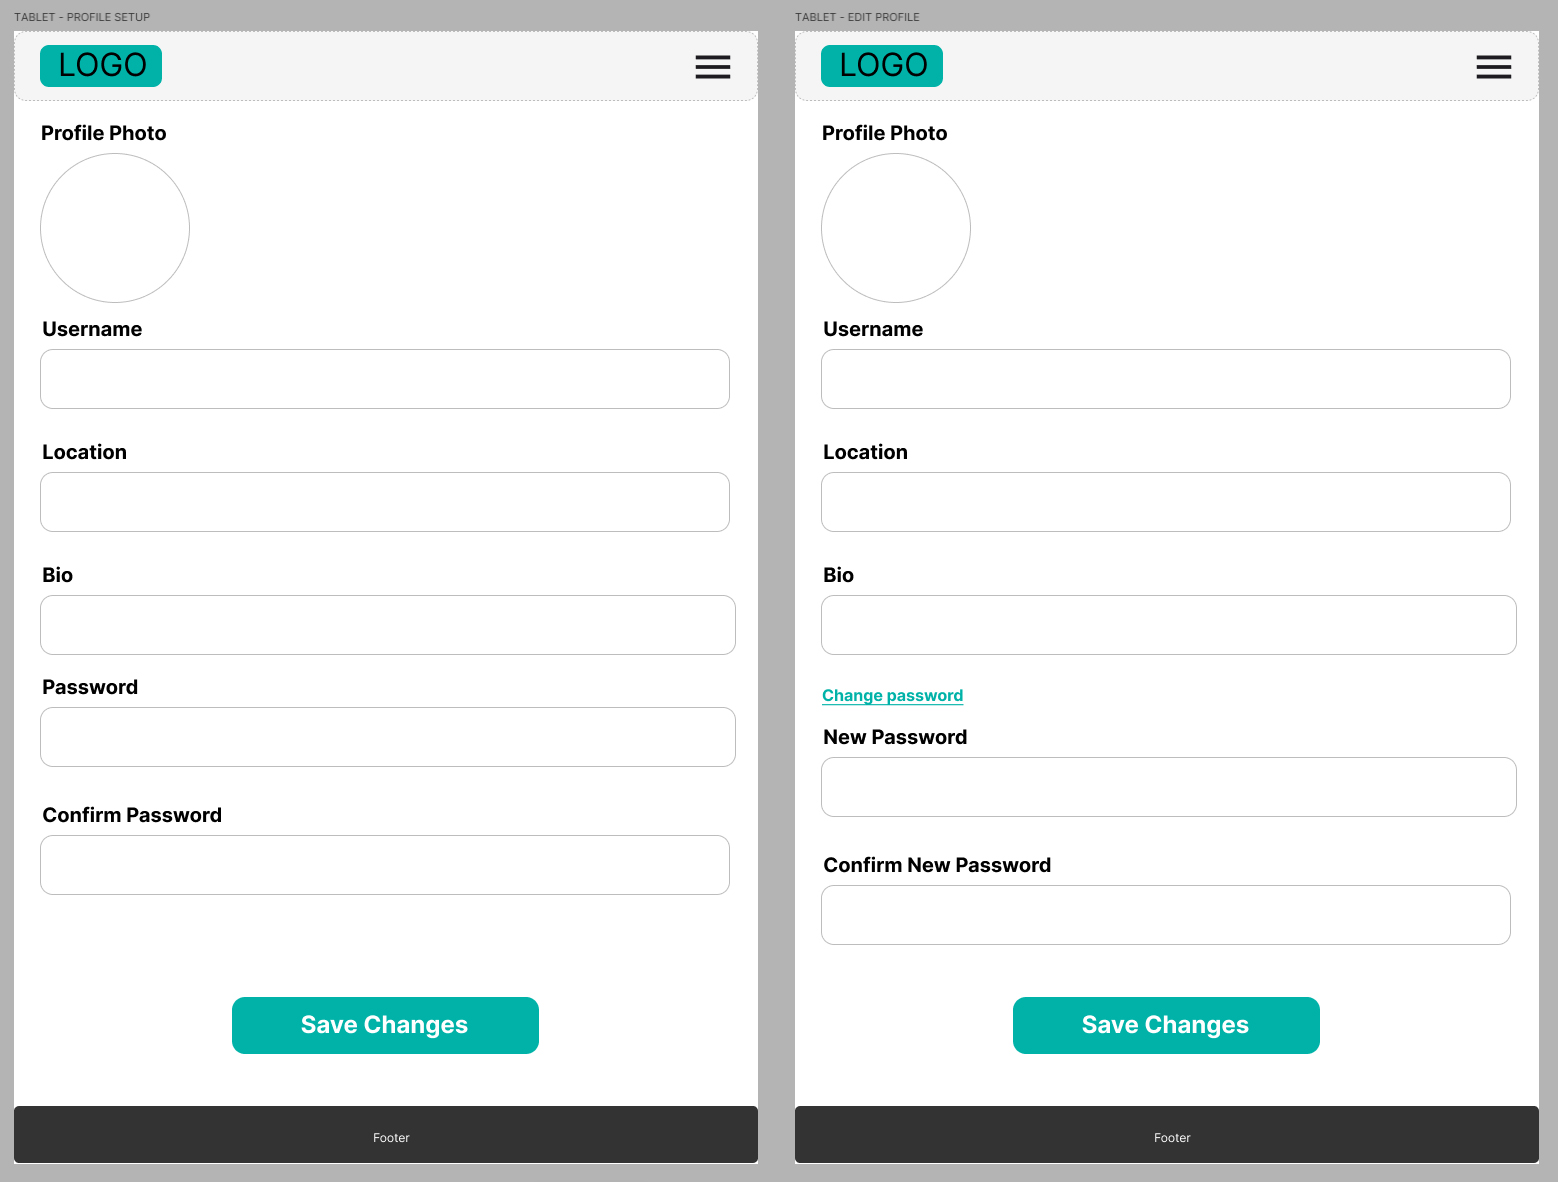 TABLET - PROFILE SETUP
LOGO
Profile Photo
Username
Location
Bio
Password
Confirm Password
Save Changes
Footer
TABLET - EDIT PROFILE
LOGO
Profile Photo
Username
Location
Bio
Change password
New Password
Confirm New Password
Save Changes
Footer